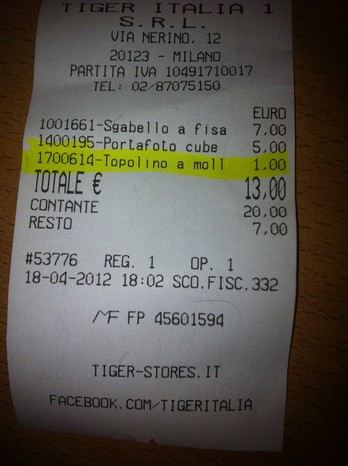 TIGER ITALIA 1
S.R.L.
VIA NERINO, 12
20123 - MILANO
PARTITA IVA 10491710017
TEL: 02/87075150
EURO
1001661-Sgabello a fisa 7,00
1400195-Portafoto cube 5,00
1700614-Topolino a moll 1,00
TOTALE € 13,00
CONTANTE 20,00
RESTO 7,00
#53776 REG. 1 OP. 1
18-04-2012 18:02 SCO.FISC.332
MF FP 45601594
TIGER-STORES.IT
FACEBOOK.COM/TIGERITALIA